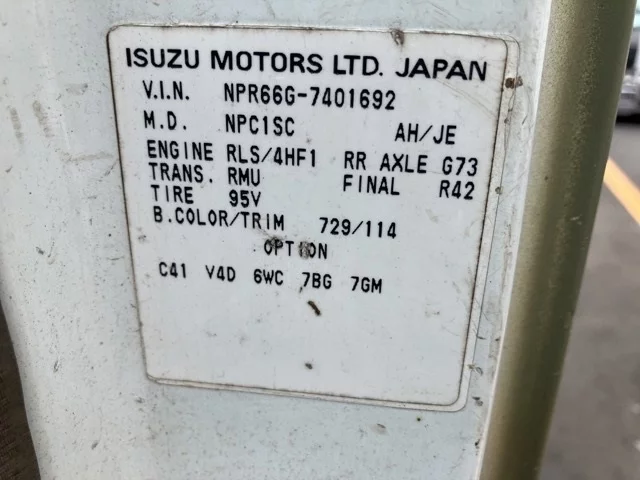 ISUZU MOTORS LTD. JAPAN
V.I.N. NPR66G-7401692
M.D. NPC1SC AH/JE
ENGINE RLS/4HF1 RR AXLE G73
TRANS. RMU FINAL R42
TIRE 95V
B.COLOR/TRIM 729/114
OPTION
C41 V4D 6WC 7BG 7GM